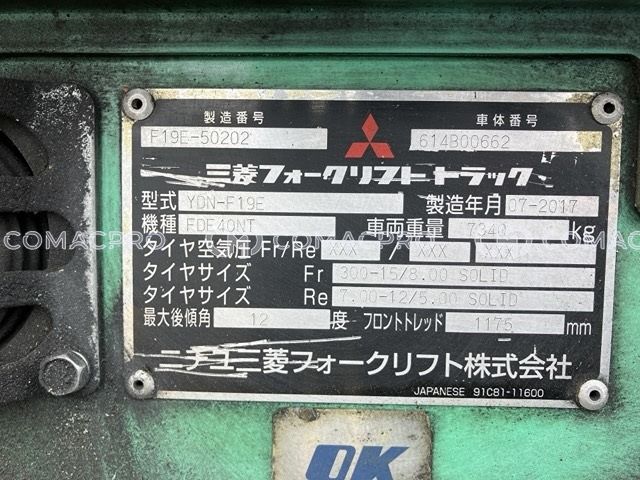 製造番号 車体番号
F19E-50202 614B00662
三菱フォークリフトトラック
型式 YDN-F19E 製造年月 07-2017
機種 FDE40NT 車両重量 7340 kg
COMACPRO
タイヤ空気圧 Fr/Re XXX / XXX XXX
タイヤサイズ Fr 300-15/8.00 SOLID
タイヤサイズ Re 7.00-12/5.00 SOLID
最大後傾角 12 度 フロントトレッド 1175 mm
ニチユ三菱フォークリフト株式会社
JAPANESE 91C81-11600
OK